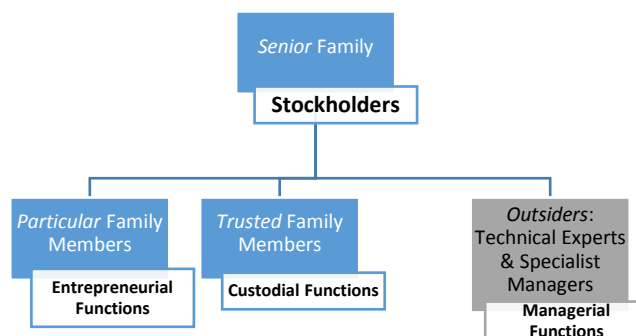 Senior Family
Stockholders
Particular Family
Members
Entrepreneurial
Functions
Trusted Family
Members
Custodial Functions
Outsiders:
Technical Experts
& Specialist
Managers
Managerial
Functions